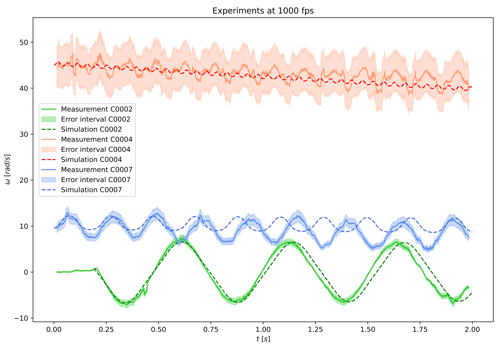 Experiments at 1000 fps
50
40
30
20
10
0
−10
ω [rad/s]
Measurement C0002
Error interval C0002
Simulation C0002
Measurement C0004
Error interval C0004
Simulation C0004
Measurement C0007
Error interval C0007
Simulation C0007
0.00 0.25 0.50 0.75 1.00 1.25 1.50 1.75 2.00
t [s]